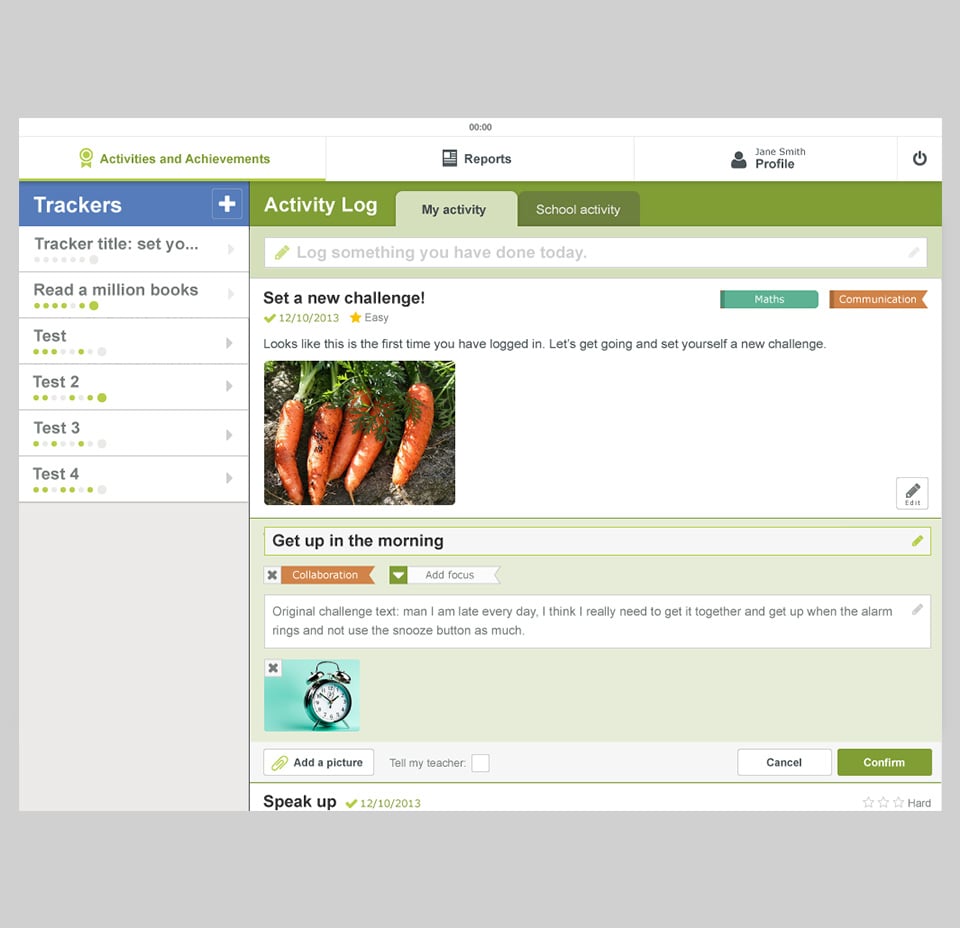 00:00
Activities and Achievements
Reports
Jane Smith
Profile
Trackers
Activity Log
My activity
School activity
Tracker title: set yo...
Read a million books
Test
Test 2
Test 3
Test 4
Log something you have done today.
Set a new challenge!
Maths
Communication
12/10/2013
Easy
Looks like this is the first time you have logged in. Let's get going and set yourself a new challenge.
Edit
Get up in the morning
Collaboration
Add focus
Original challenge text: man I am late every day, I think I really need to get it together and get up when the alarm
rings and not use the snooze button as much.
Add a picture
Tell my teacher:
Cancel
Confirm
Speak up
12/10/2013
Hard